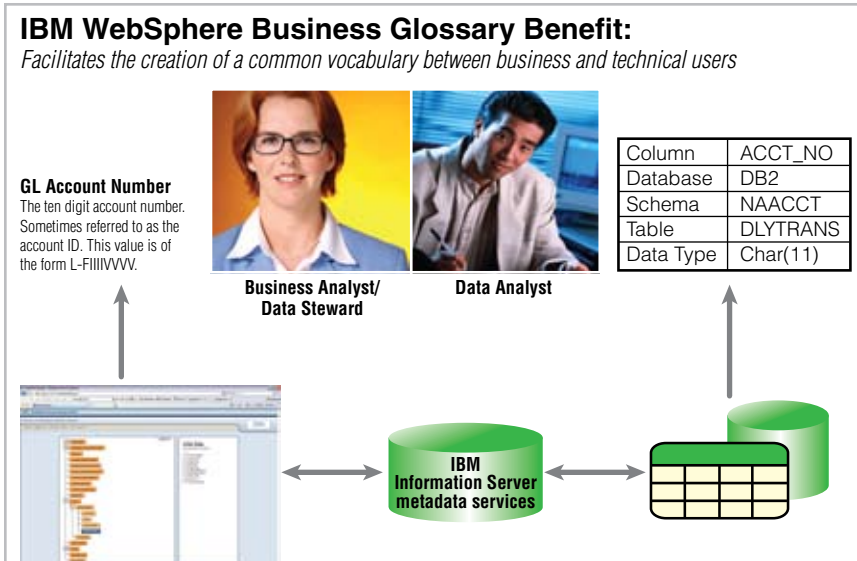 IBM WebSphere Business Glossary Benefit:
Facilitates the creation of a common vocabulary between business and technical users
GL Account Number
The ten digit account number.
Sometimes referred to as the
account ID. This value is of
the form L-FIIIIVVVV.
Business Analyst/
Data Steward
Data Analyst
Column ACCT_NO
Database DB2
Schema NAACCT
Table DLYTRANS
Data Type Char(11)
IBM
Information Server
metadata services